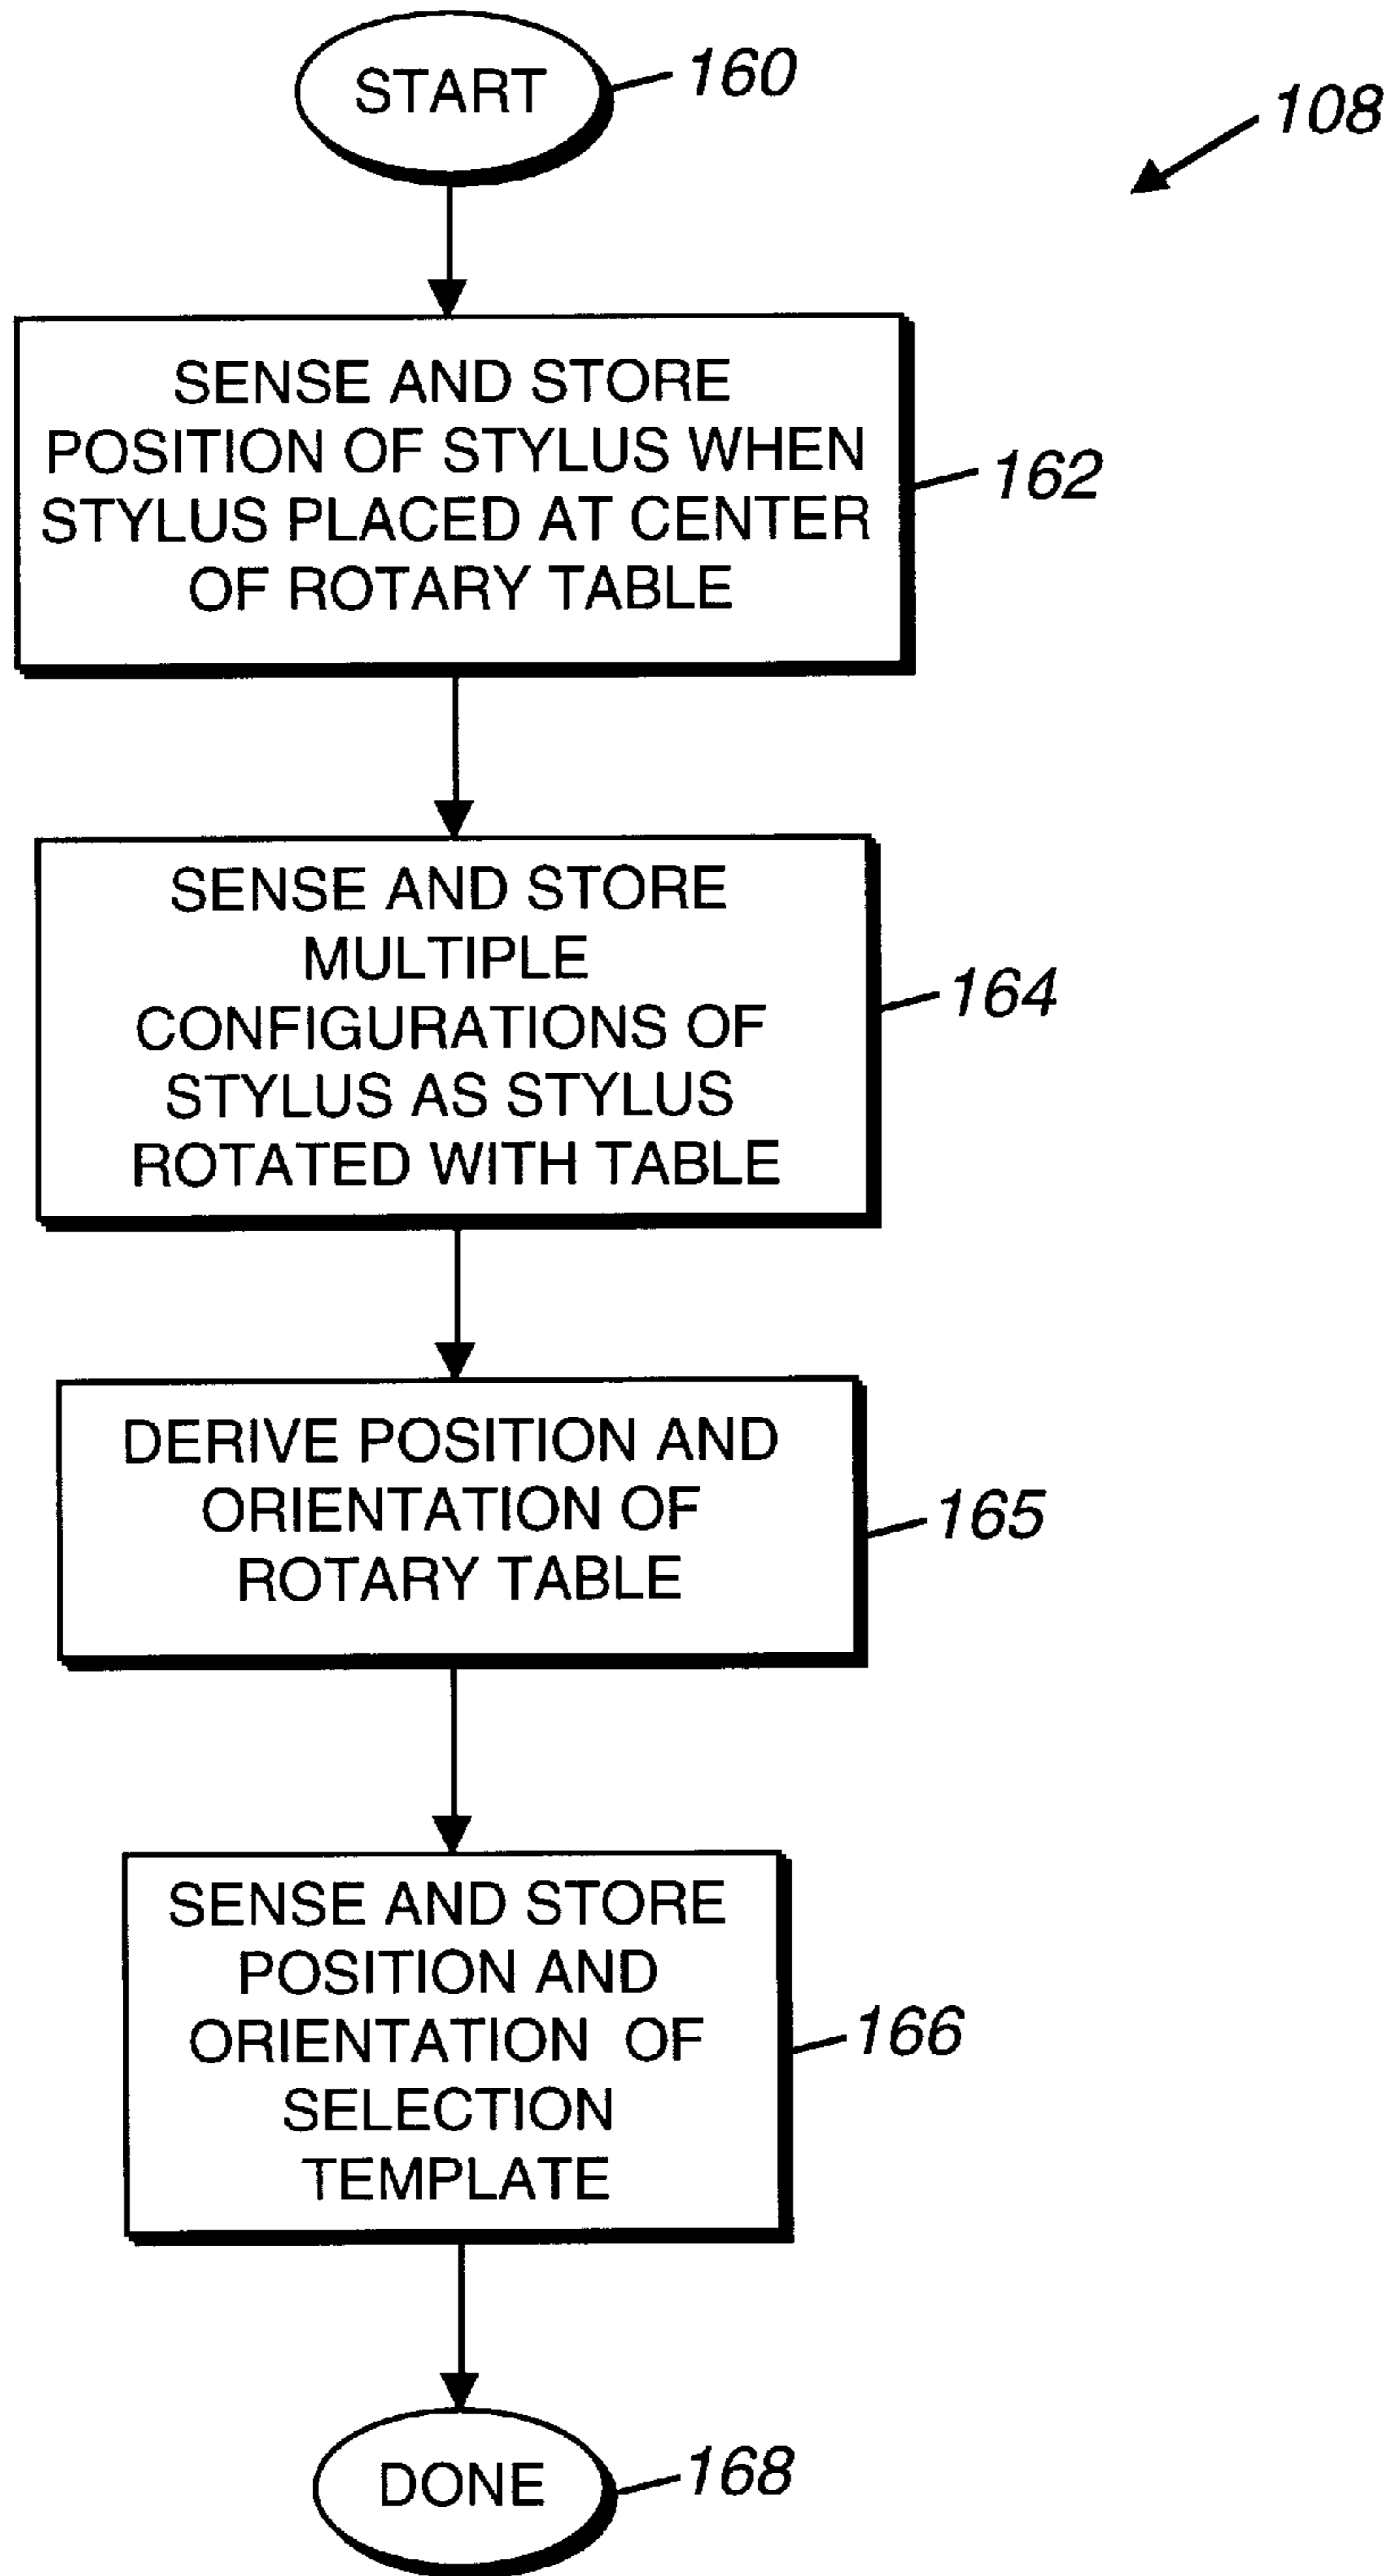 START
160
108
SENSE AND STORE
POSITION OF STYLUS WHEN
STYLUS PLACED AT CENTER
OF ROTARY TABLE
162
SENSE AND STORE
MULTIPLE
CONFIGURATIONS OF
STYLUS AS STYLUS
ROTATED WITH TABLE
164
DERIVE POSITION AND
ORIENTATION OF
ROTARY TABLE
165
SENSE AND STORE
POSITION AND
ORIENTATION OF
SELECTION
TEMPLATE
166
DONE
168